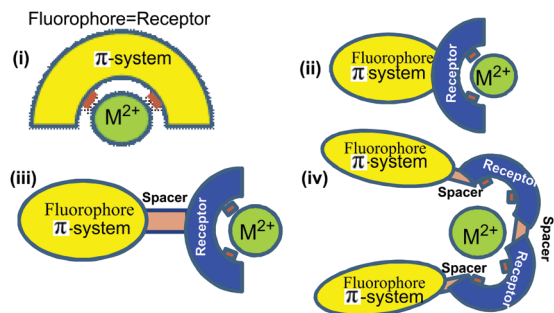 Fluorophore=Receptor
(i)
π-system
M2+
(ii)
Fluorophore
π system
Receptor
M2+
(iii)
Fluorophore
π-system
Spacer
Receptor
M2+
(iv)
Fluorophore
π-system
Spacer
Receptor
M2+
Spacer
Fluorophore
π-system
Spacer
Receptor